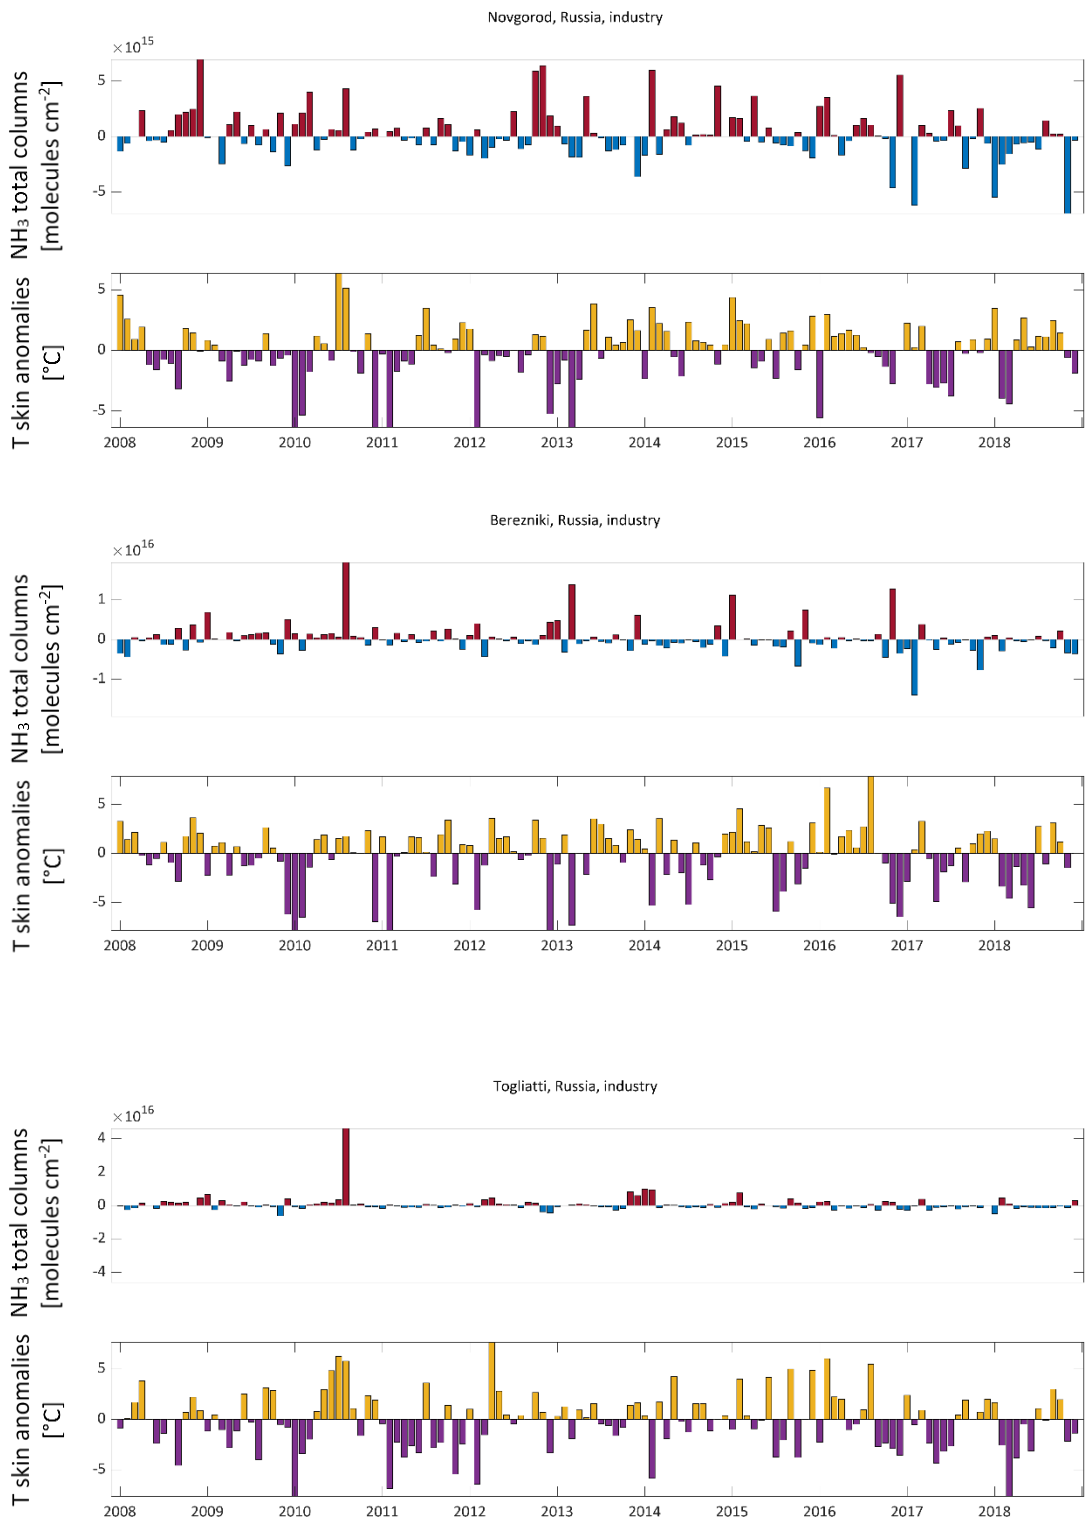 Novgorod, Russia, industry
×10^15
NH₃ total columns
[molecules cm⁻²]
5
0
-5
T skin anomalies
[°C]
5
0
-5
2008 2009 2010 2011 2012 2013 2014 2015 2016 2017 2018
Berezniki, Russia, industry
×10^16
NH₃ total columns
[molecules cm⁻²]
1
0
-1
T skin anomalies
[°C]
5
0
-5
2008 2009 2010 2011 2012 2013 2014 2015 2016 2017 2018
Togliatti, Russia, industry
×10^16
NH₃ total columns
[molecules cm⁻²]
4
2
0
-2
-4
T skin anomalies
[°C]
5
0
-5
2008 2009 2010 2011 2012 2013 2014 2015 2016 2017 2018